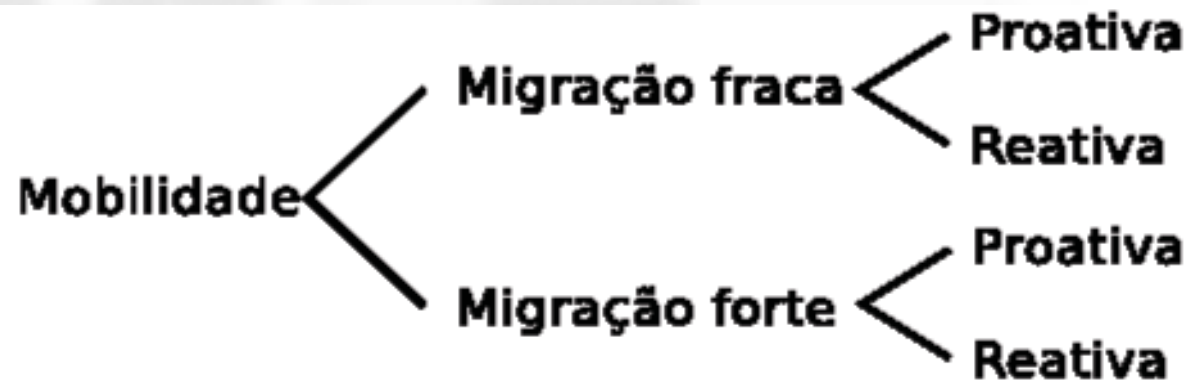 Proativa
Migração fraca
Reativa
Mobilidade
Proativa
Migração forte
Reativa